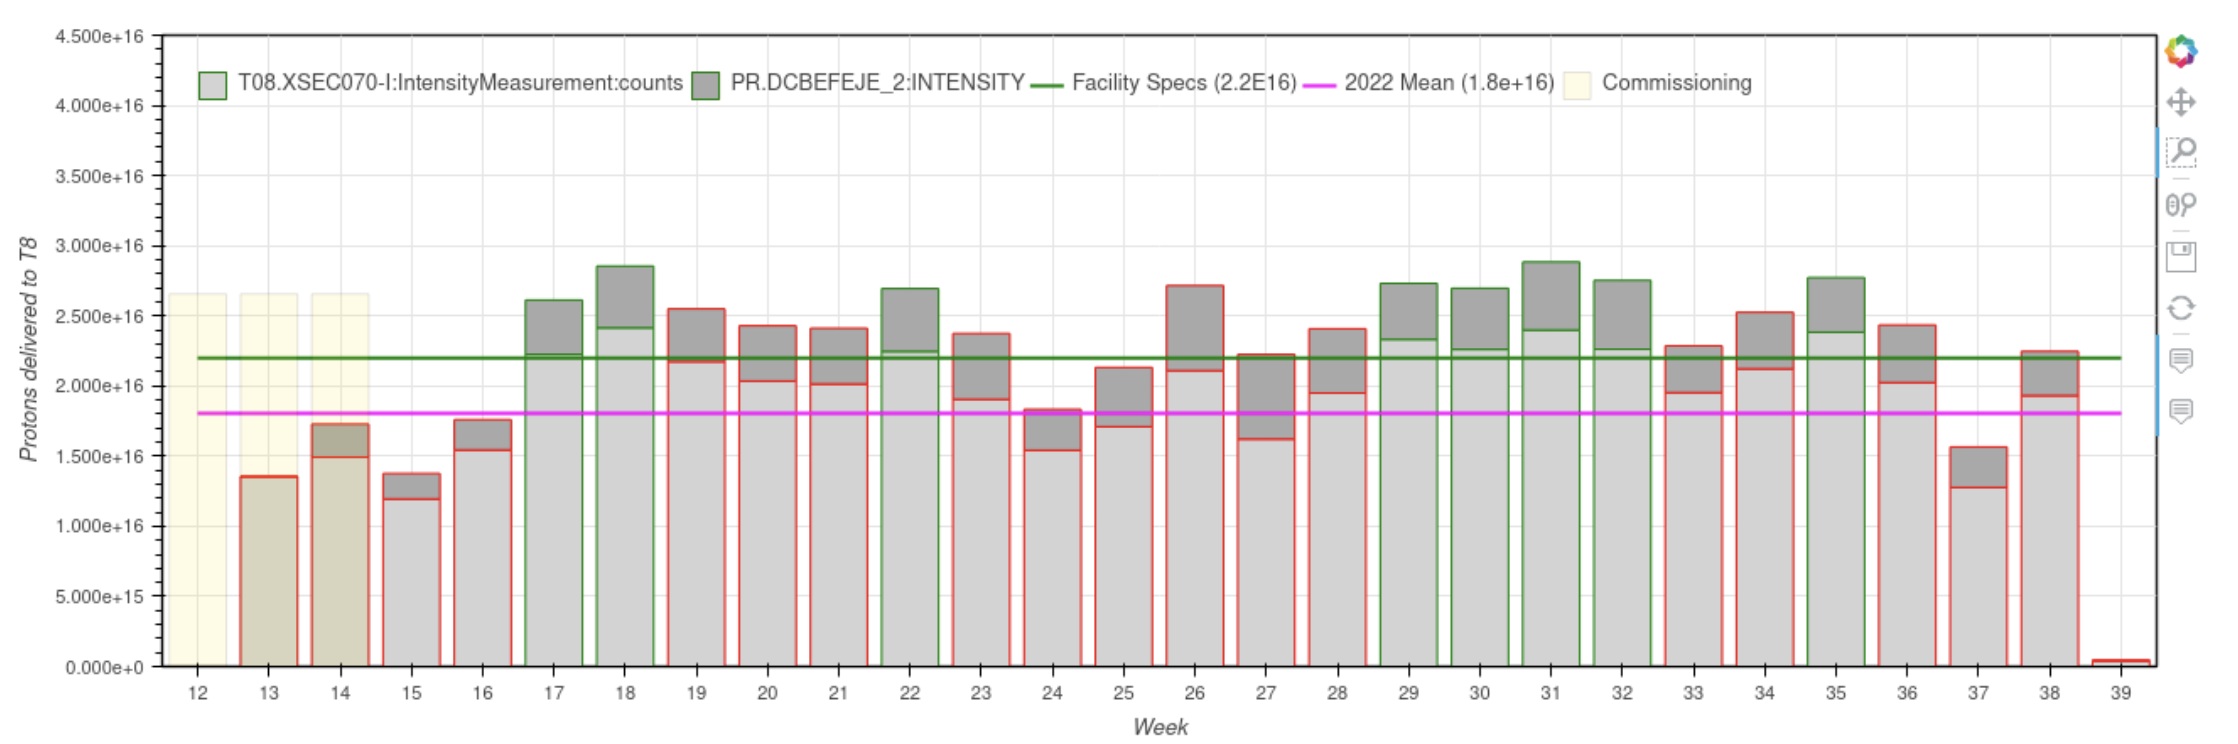 4.500e+16
T08.XSEC070-I:IntensityMeasurement:counts PR.DCBEFEJE_2:INTENSITY Facility Specs (2.2E16) 2022 Mean (1.8e+16) Commissioning
4.000e+16
3.500e+16
3.000e+16
2.500e+16
2.000e+16
1.500e+16
1.000e+16
5.000e+15
0.000e+0
Protons delivered to T8
12 13 14 15 16 17 18 19 20 21 22 23 24 25 26 27 28 29 30 31 32 33 34 35 36 37 38 39
Week